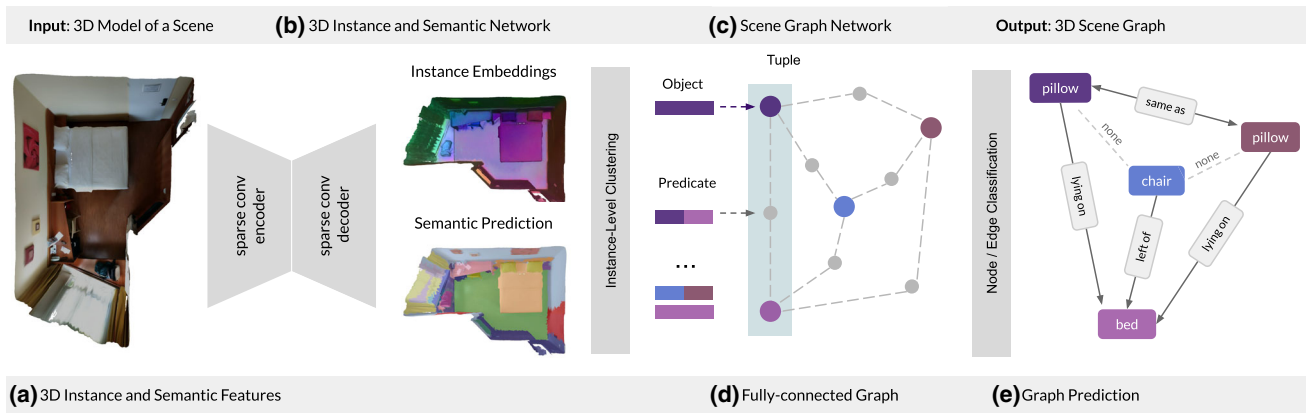 Input: 3D Model of a Scene
(b) 3D Instance and Semantic Network
(c) Scene Graph Network
Output: 3D Scene Graph
sparse conv
encoder
sparse conv
decoder
Instance Embeddings
Semantic Prediction
Instance-Level Clustering
Tuple
Object
Predicate
...
Node / Edge Classification
pillow
same as
pillow
none
none
chair
lying on
left of
lying on
bed
(a) 3D Instance and Semantic Features
(d) Fully-connected Graph
(e) Graph Prediction